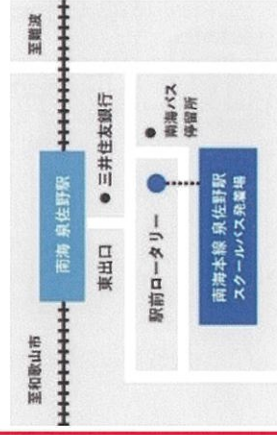 至難波
南海 泉佐野駅
至和歌山市
三井住友銀行
東出口
南海バス
停留所
駅前ロータリー
南海本線 泉佐野駅
スクールバス発着場